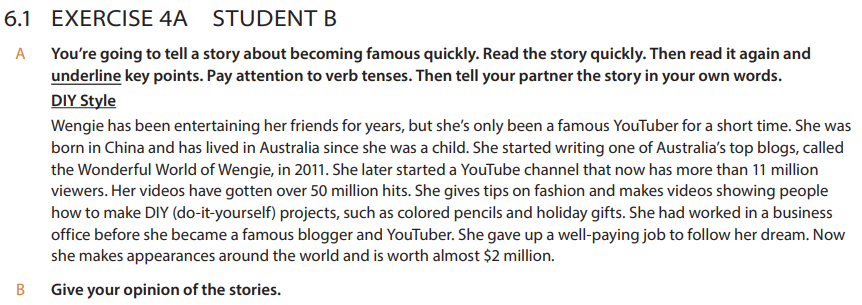 6.1 EXERCISE 4A STUDENT B
A You’re going to tell a story about becoming famous quickly. Read the story quickly. Then read it again and
underline key points. Pay attention to verb tenses. Then tell your partner the story in your own words.
DIY Style
Wengie has been entertaining her friends for years, but she’s only been a famous YouTuber for a short time. She was
born in China and has lived in Australia since she was a child. She started writing one of Australia’s top blogs, called
the Wonderful World of Wengie, in 2011. She later started a YouTube channel that now has more than 11 million
viewers. Her videos have gotten over 50 million hits. She gives tips on fashion and makes videos showing people
how to make DIY (do-it-yourself) projects, such as colored pencils and holiday gifts. She had worked in a business
office before she became a famous blogger and YouTuber. She gave up a well-paying job to follow her dream. Now
she makes appearances around the world and is worth almost $2 million.
B Give your opinion of the stories.